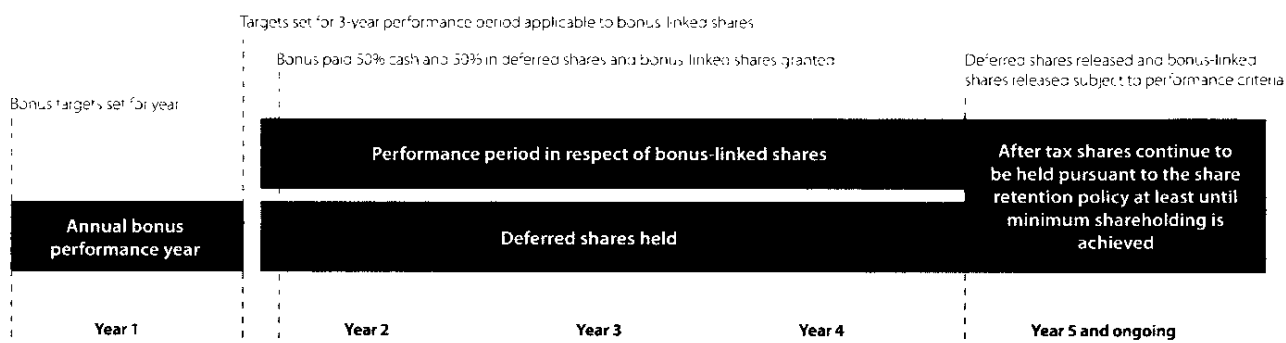 Targets set for 3-year performance period applicable to bonus-linked shares
Bonus paid 50% cash and 50% in deferred shares and bonus-linked shares granted
Deferred shares released and bonus-linked
shares released subject to performance criteria
Bonus targets set for year
Performance period in respect of bonus-linked shares
After tax shares continue to
be held pursuant to the share
retention policy at least until
minimum shareholding is
achieved
Annual bonus
performance year
Deferred shares held
Year 1
Year 2
Year 3
Year 4
Year 5 and ongoing